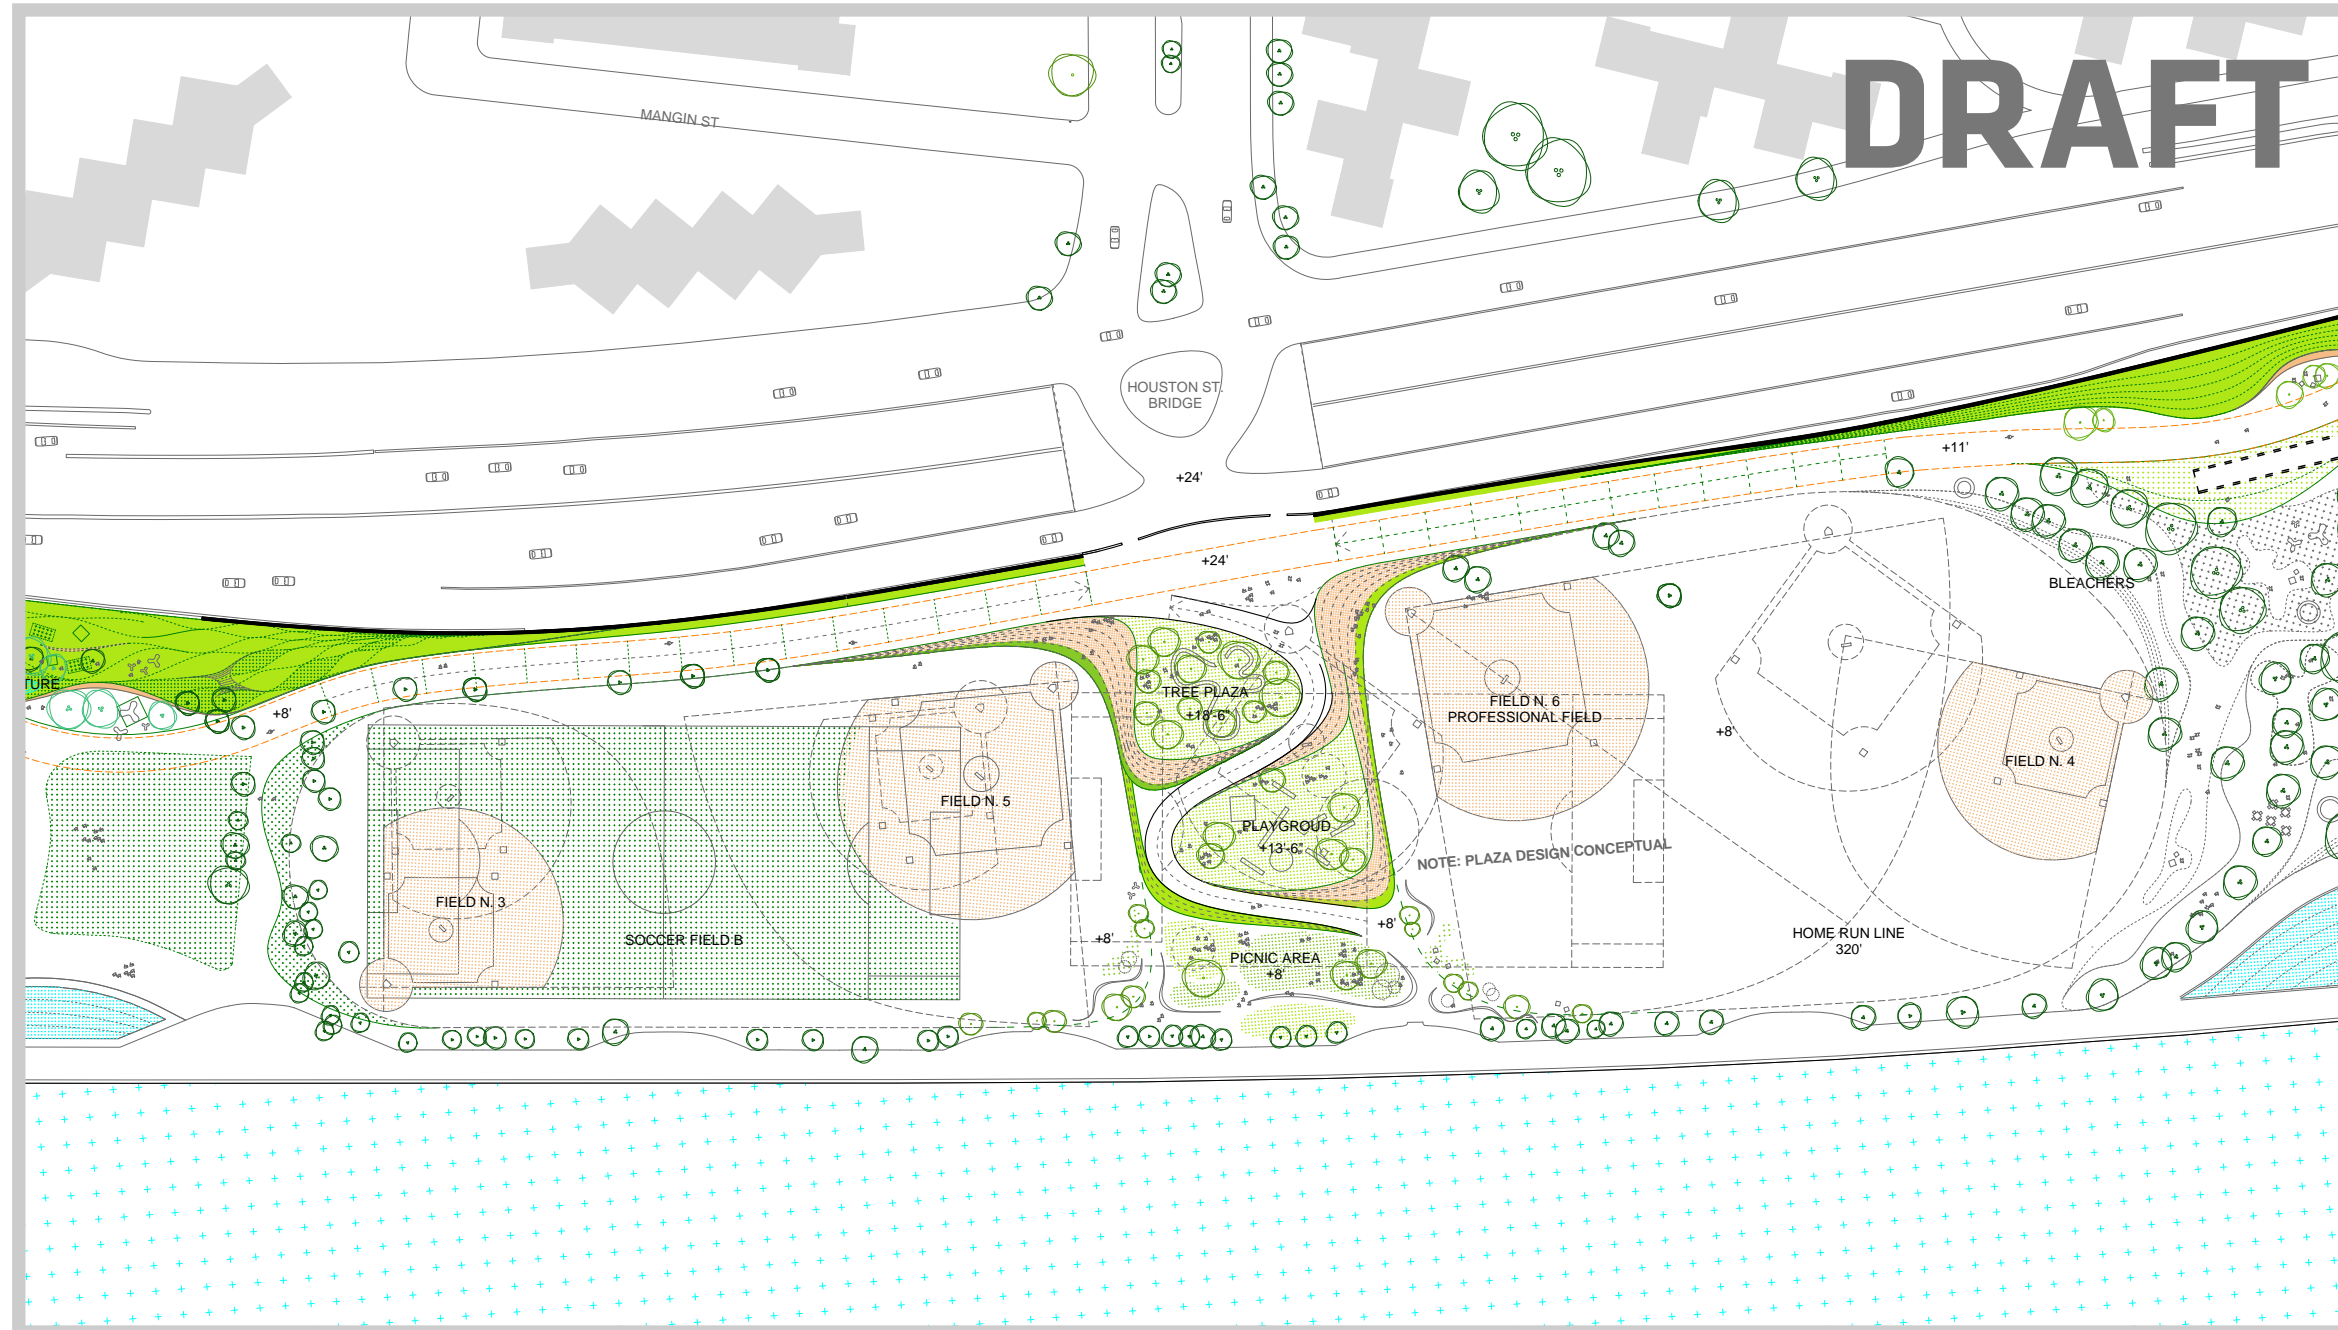 DRAFT
MANGIN ST
HOUSTON ST.
BRIDGE
+24'
+11'
+24'
BLEACHERS
TURE
+8'
TREE PLAZA
+18'-6"
FIELD N. 6
PROFESSIONAL FIELD
+8'
FIELD N. 4
FIELD N. 5
PLAYGROUD
+13'-6"
NOTE: PLAZA DESIGN CONCEPTUAL
FIELD N. 3
SOCCER FIELD B
+8'
+8'
HOME RUN LINE
320'
PICNIC AREA
+8'